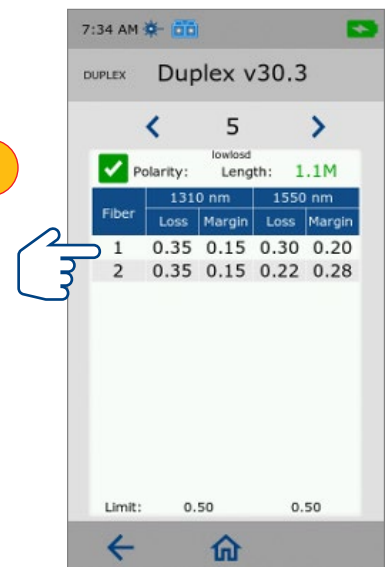 7:34 AM
DUPLEX Duplex v30.3
5
lowlosd
Polarity: Length: 1.1M
Fiber 1310 nm 1550 nm
Loss Margin Loss Margin
1 0.35 0.15 0.30 0.20
2 0.35 0.15 0.22 0.28
Limit: 0.50 0.50